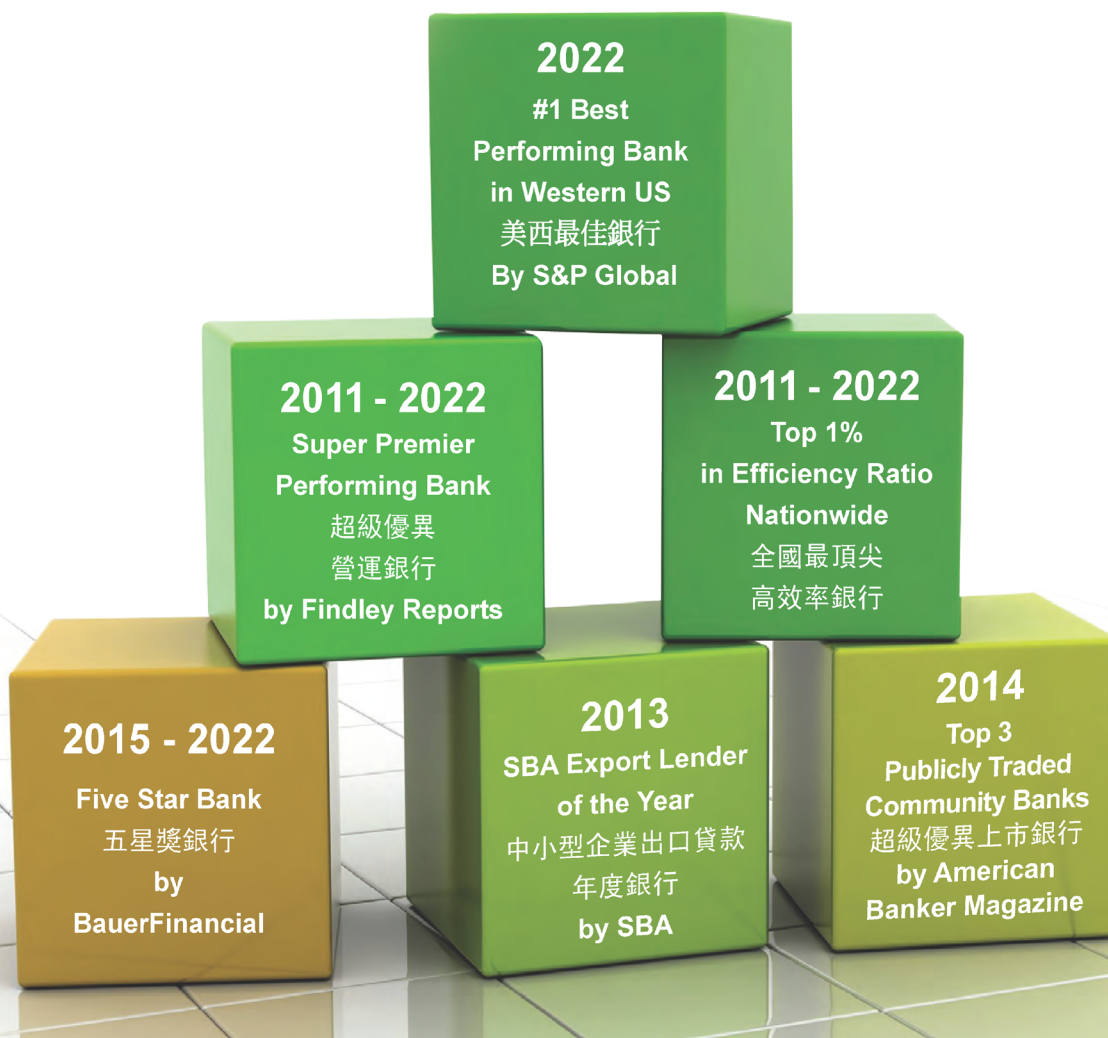 2022
#1 Best
Performing Bank
in Western US
美西最佳銀行
By S&P Global
2011 - 2022
Super Premier
Performing Bank
超級優異
營運銀行
by Findley Reports
2011 - 2022
Top 1%
in Efficiency Ratio
Nationwide
全國最頂尖
高效率銀行
2015 - 2022
Five Star Bank
五星獎銀行
by
BauerFinancial
2013
SBA Export Lender
of the Year
中小型企業出口貸款
年度銀行
by SBA
2014
Top 3
Publicly Traded
Community Banks
超級優異上市銀行
by American
Banker Magazine